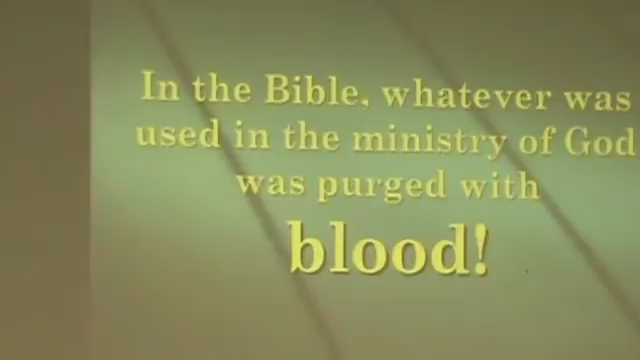 In the Bible, whatever was
used in the ministry of God
was purged with
blood!